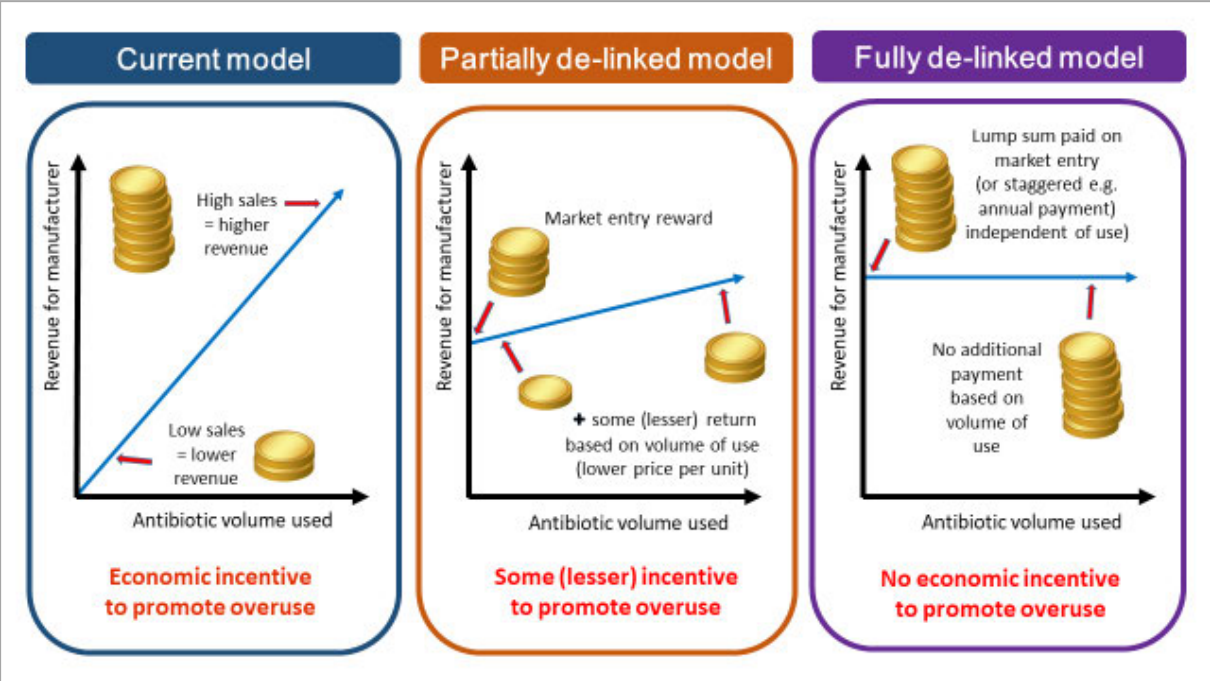 Current model
Revenue for manufacturer
High sales
= higher
revenue
Low sales
= lower
revenue
Antibiotic volume used
Economic incentive
to promote overuse
Partially de-linked model
Revenue for manufacturer
Market entry reward
+ some (lesser) return
based on volume of use
(lower price per unit)
Antibiotic volume used
Some (lesser) incentive
to promote overuse
Fully de-linked model
Revenue for manufacturer
Lump sum paid on
market entry
(or staggered e.g.
annual payment)
independent of use)
No additional
payment
based on
volume of
use
Antibiotic volume used
No economic incentive
to promote overuse